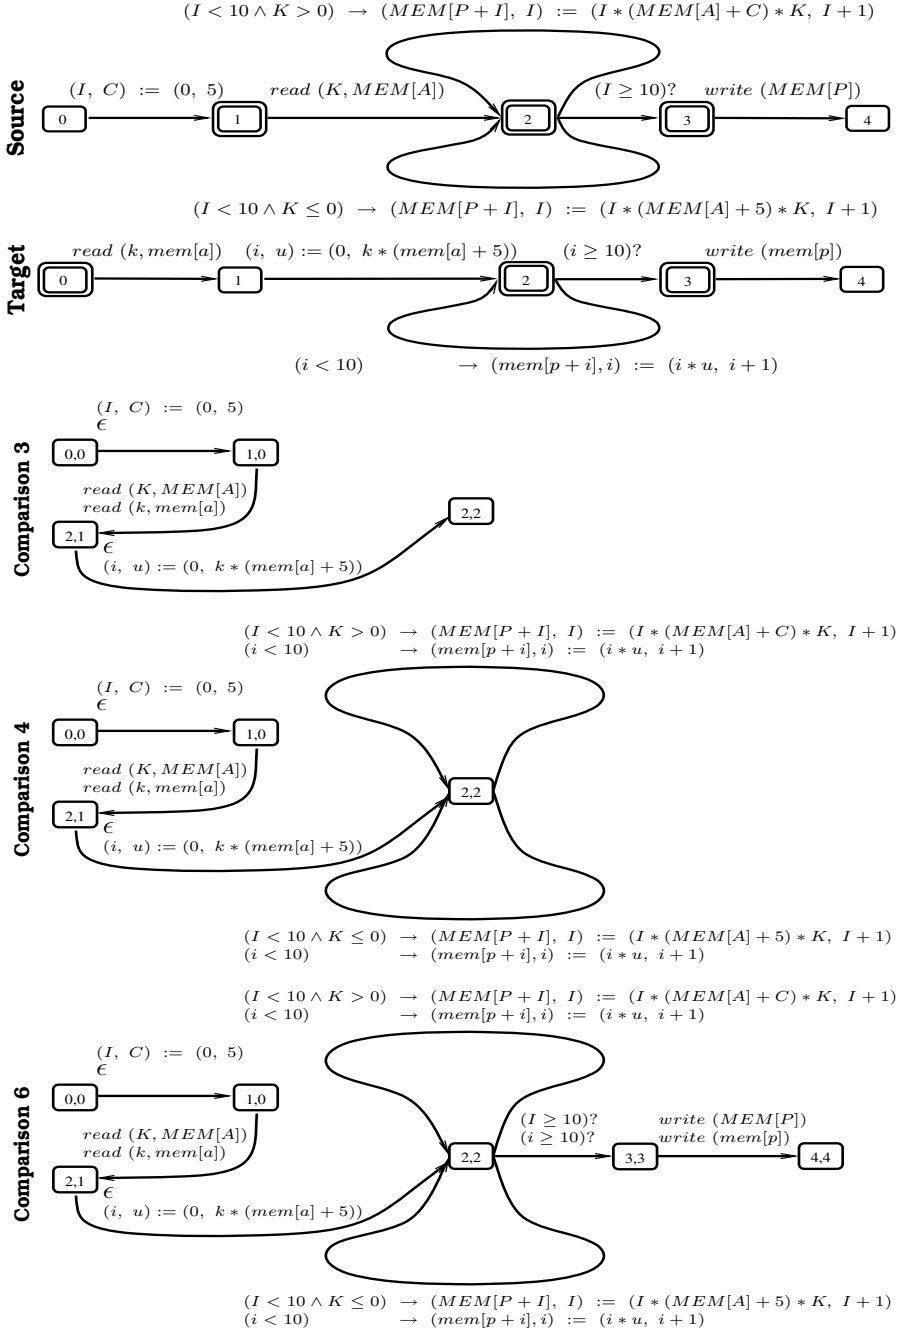 (I < 10 ∧ K > 0) → (MEM[P + I], I) := (I ∗ (MEM[A] + C) ∗ K, I + 1)
Source
(I, C) := (0, 5)
read (K, MEM[A])
(I ≥ 10)?
write (MEM[P])
0
1
2
3
4
(I < 10 ∧ K ≤ 0) → (MEM[P + I], I) := (I ∗ (MEM[A] + 5) ∗ K, I + 1)
Target
read (k, mem[a])
(i, u) := (0, k ∗ (mem[a] + 5))
(i ≥ 10)?
write (mem[p])
0
1
2
3
4
(i < 10) → (mem[p + i], i) := (i ∗ u, i + 1)
Comparison 3
(I, C) := (0, 5)
ϵ
0,0
1,0
read (K, MEM[A])
read (k, mem[a])
2,1
2,2
ϵ
(i, u) := (0, k ∗ (mem[a] + 5))
(I < 10 ∧ K > 0) → (MEM[P + I], I) := (I ∗ (MEM[A] + C) ∗ K, I + 1)
(i < 10) → (mem[p + i], i) := (i ∗ u, i + 1)
Comparison 4
(I, C) := (0, 5)
ϵ
0,0
1,0
read (K, MEM[A])
read (k, mem[a])
2,1
2,2
ϵ
(i, u) := (0, k ∗ (mem[a] + 5))
(I < 10 ∧ K ≤ 0) → (MEM[P + I], I) := (I ∗ (MEM[A] + 5) ∗ K, I + 1)
(i < 10) → (mem[p + i], i) := (i ∗ u, i + 1)
(I < 10 ∧ K > 0) → (MEM[P + I], I) := (I ∗ (MEM[A] + C) ∗ K, I + 1)
(i < 10) → (mem[p + i], i) := (i ∗ u, i + 1)
Comparison 6
(I, C) := (0, 5)
ϵ
0,0
1,0
read (K, MEM[A])
read (k, mem[a])
2,1
2,2
ϵ
(i, u) := (0, k ∗ (mem[a] + 5))
(I ≥ 10)?
(i ≥ 10)?
3,3
write (MEM[P])
write (mem[p])
4,4
(I < 10 ∧ K ≤ 0) → (MEM[P + I], I) := (I ∗ (MEM[A] + 5) ∗ K, I + 1)
(i < 10) → (mem[p + i], i) := (i ∗ u, i + 1)